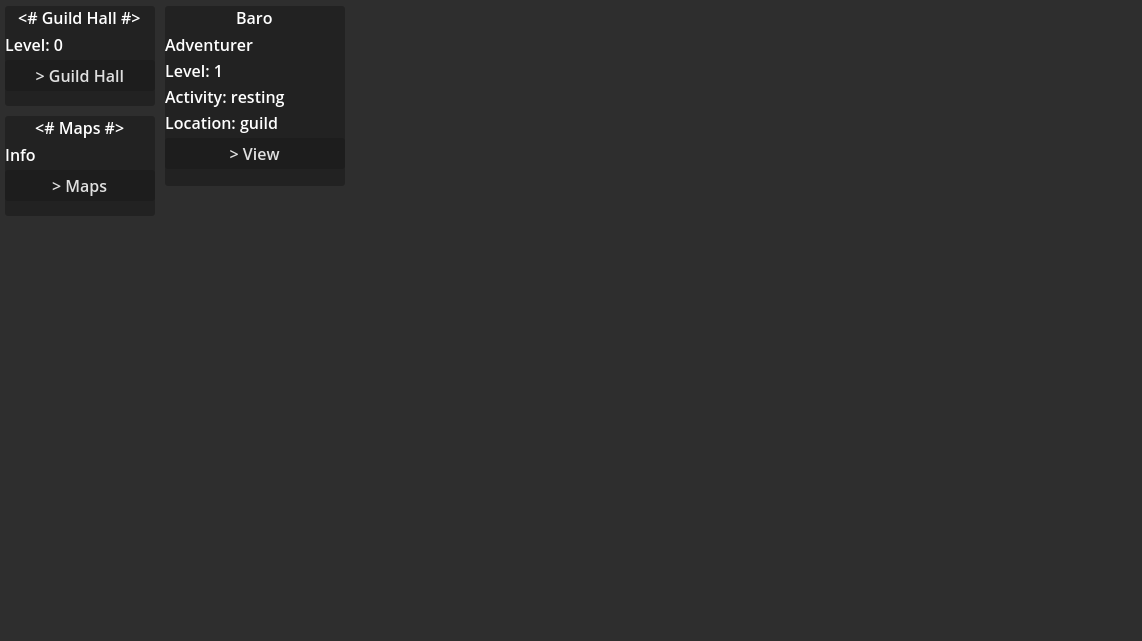 <# Guild Hall #>
Level: 0
> Guild Hall
<# Maps #>
Info
> Maps
Baro
Adventurer
Level: 1
Activity: resting
Location: guild
> View